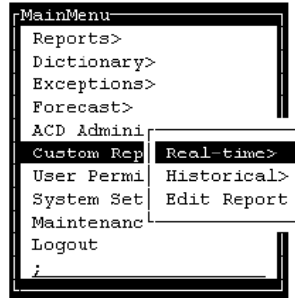 MainMenu
Reports>
Dictionary>
Exceptions>
Forecast>
ACD Admini
Custom Rep Real-time>
User Permi Historical>
System Set Edit Report
Maintenanc
Logout
;